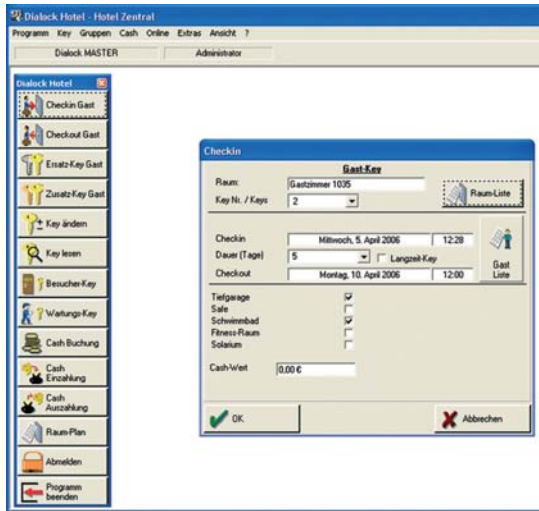 Dialock Hotel - Hotel Zentral
Programm Key Gruppen Cash Online Extras Ansicht ?
Dialock MASTER Administrator
Dialock Hotel
Checkin Gast
Checkout Gast
Ersatz-Key Gast
Zusatz-Key Gast
Key ändern
Key lesen
Besucher-Key
Wartungs-Key
Cash Buchung
Cash
Einzahlung
Cash
Auszahlung
Raum-Plan
Abmelden
Programm
beenden
Checkin
Gast-Key
Raum: Gastzimmer 1035
Key Nr. / Keys 2
Raum-Liste
Checkin Mittwoch, 5. April 2006 12:28
Dauer (Tage) 5 Langzeit-Key
Checkout Montag, 10. April 2006 12:00
Gast
Liste
Tiefgarage
Safe
Schwimmbad
Fitness-Raum
Solarium
Cash-Wert 0,00 €
OK
Abbrechen